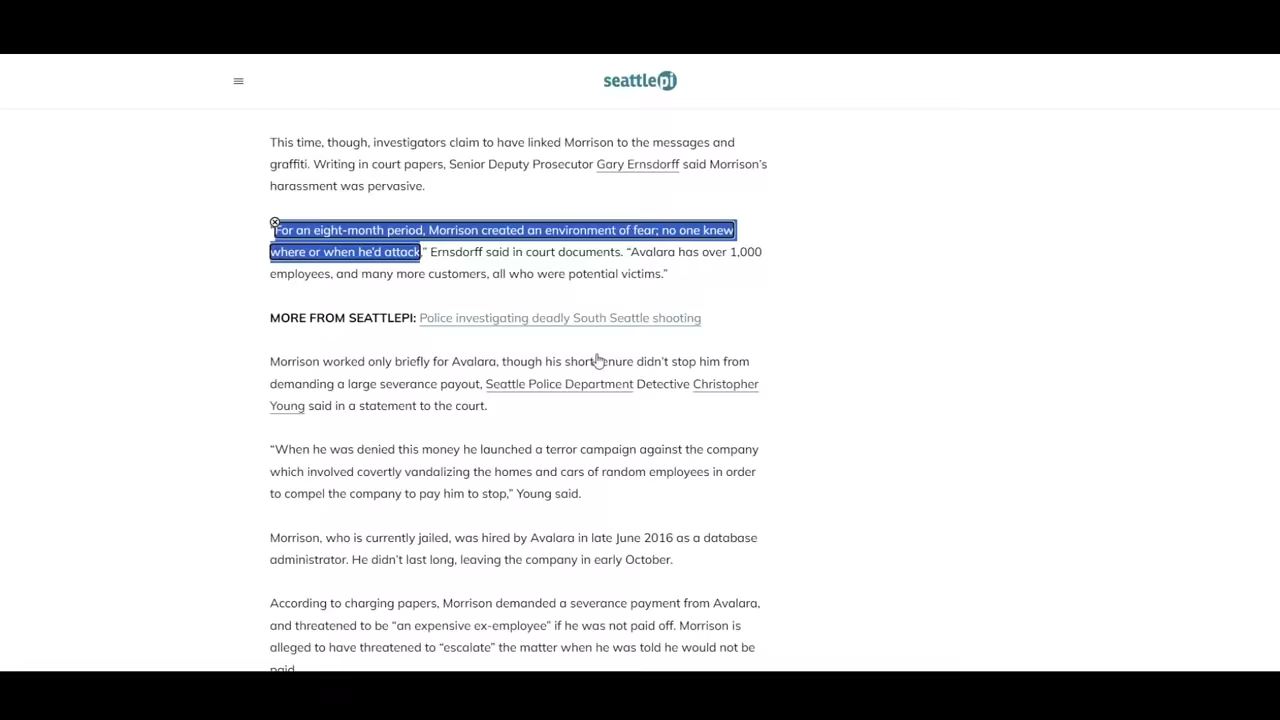 seattlepi
This time, though, investigators claim to have linked Morrison to the messages and
graffiti. Writing in court papers, Senior Deputy Prosecutor Gary Ernsdorff said Morrison's
harassment was pervasive.
“For an eight-month period, Morrison created an environment of fear; no one knew
where or when he'd attack,” Ernsdorff said in court documents. “Avalara has over 1,000
employees, and many more customers, all who were potential victims.”
MORE FROM SEATTLEPI: Police investigating deadly South Seattle shooting
Morrison worked only briefly for Avalara, though his short tenure didn't stop him from
demanding a large severance payout, Seattle Police Department Detective Christopher
Young said in a statement to the court.
“When he was denied this money he launched a terror campaign against the company
which involved covertly vandalizing the homes and cars of random employees in order
to compel the company to pay him to stop,” Young said.
Morrison, who is currently jailed, was hired by Avalara in late June 2016 as a database
administrator. He didn't last long, leaving the company in early October.
According to charging papers, Morrison demanded a severance payment from Avalara,
and threatened to be “an expensive ex-employee” if he was not paid off. Morrison is
alleged to have threatened to “escalate” the matter when he was told he would not be
paid.